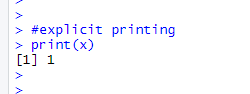 >
>
> #explicit printing
> print(x)
[1] 1
>
>